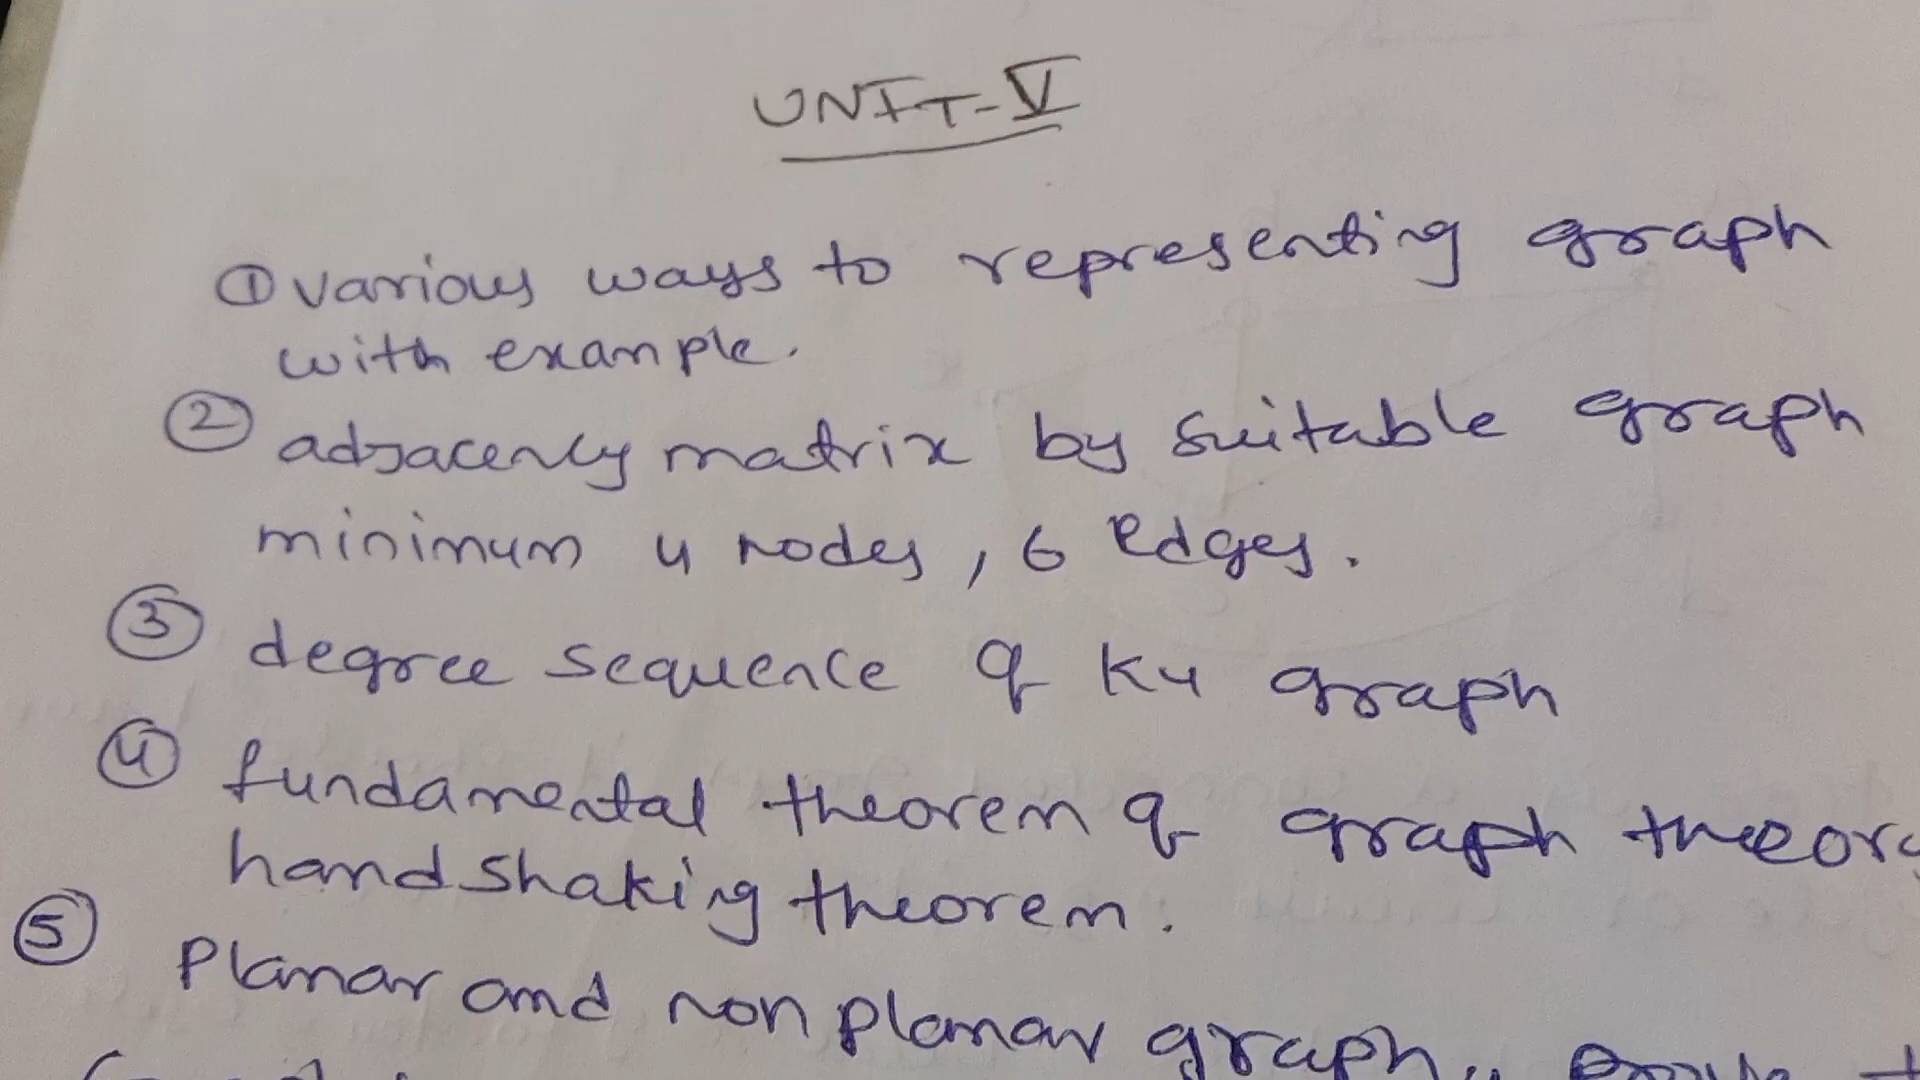 UNIT-V
① various ways to representing graph
with example.
② adjacency matrix by suitable graph
minimum 4 nodes, 6 edges.
③ degree sequence of K4 graph
④ fundamental theorem of graph theory
handshaking theorem.
⑤ Planar and non planar graph,